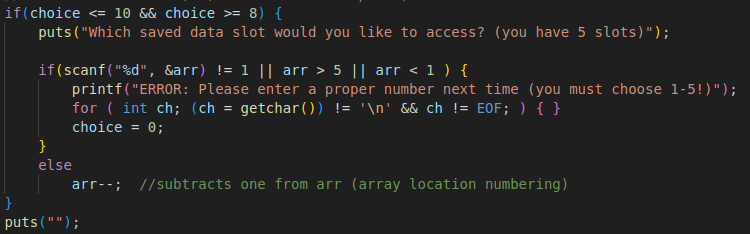 if(choice <= 10 && choice >= 8) {
puts("Which saved data slot would you like to access? (you have 5 slots)");
if(scanf("%d", &arr) != 1 || arr > 5 || arr < 1 ) {
printf("ERROR: Please enter a proper number next time (you must choose 1-5!)");
for ( int ch; (ch = getchar()) != '\n' && ch != EOF; ) { }
choice = 0;
}
else
arr--;  //subtracts one from arr (array location numbering)
}
puts("");